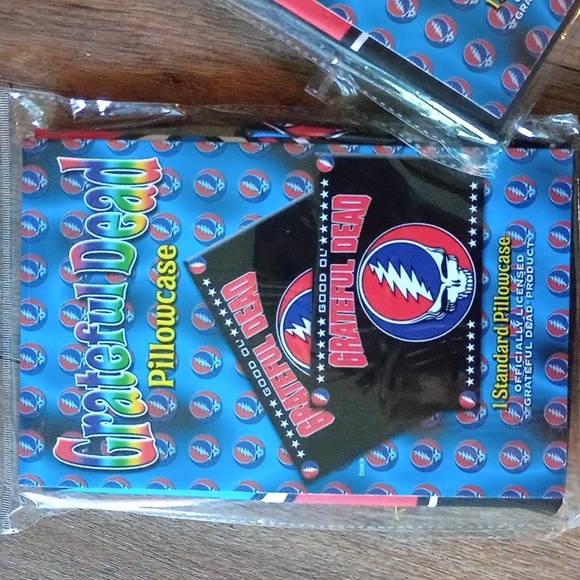 Grateful Dead
Pillowcase
GOOD OL'
GRATEFUL DEAD
GOOD OL'
GRATEFUL DEAD
1 Standard Pillowcase
OFFICIALLY LICENSED
GRATEFUL DEAD PRODUCT